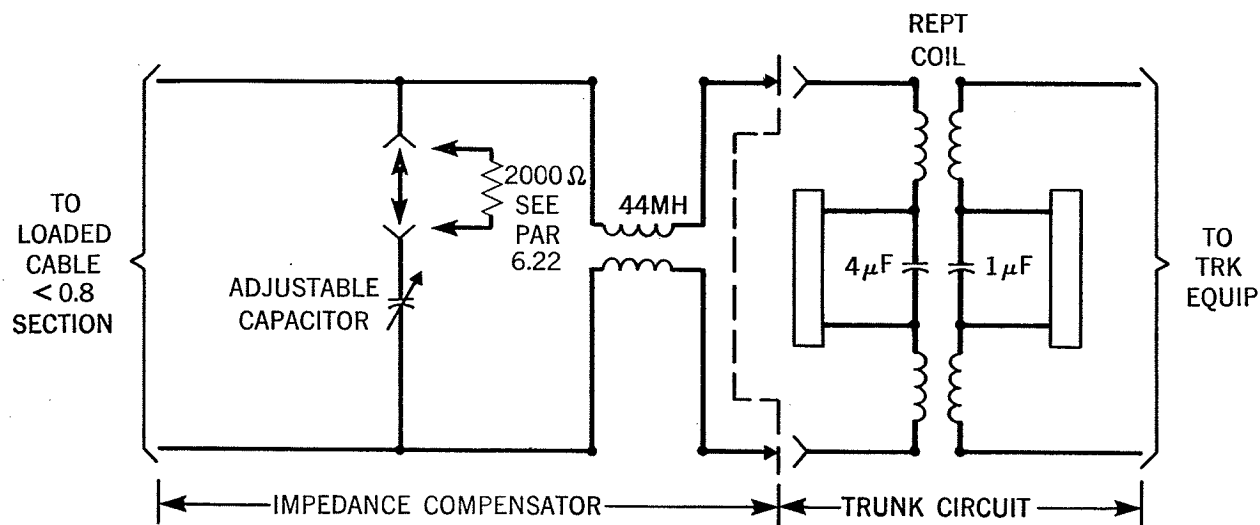 REPT
COIL
TO
LOADED
CABLE
< 0.8
SECTION
2000 Ω
SEE
PAR
6.22
ADJUSTABLE
CAPACITOR
44MH
4μF
1μF
TO
TRK
EQUIP
IMPEDANCE COMPENSATOR
TRUNK CIRCUIT